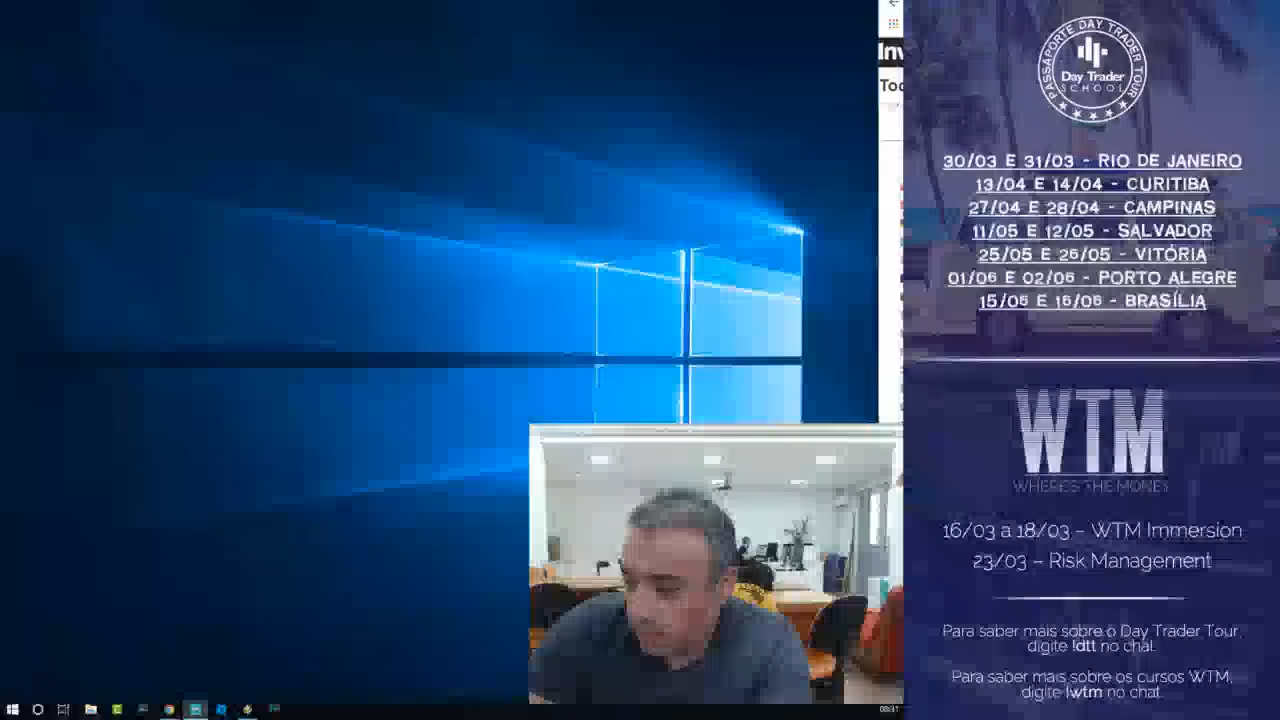 Inv
Too
PASSAPORTE DAY TRADER TOUR
Day Trader
SCHOOL
30/03 E 31/03 - RIO DE JANEIRO
13/04 E 14/04 - CURITIBA
27/04 E 28/04 - CAMPINAS
11/05 E 12/05 - SALVADOR
25/05 E 26/05 - VITÓRIA
01/06 E 02/06 - PORTO ALEGRE
15/06 E 16/06 - BRASÍLIA
WTM
WHERE'S THE MONEY
16/03 a 18/03 – WTM Immersion
23/03 – Risk Management
Para saber mais sobre o Day Trader Tour,
digite !dtt no chat.
Para saber mais sobre os cursos WTM,
digite !wtm no chat.